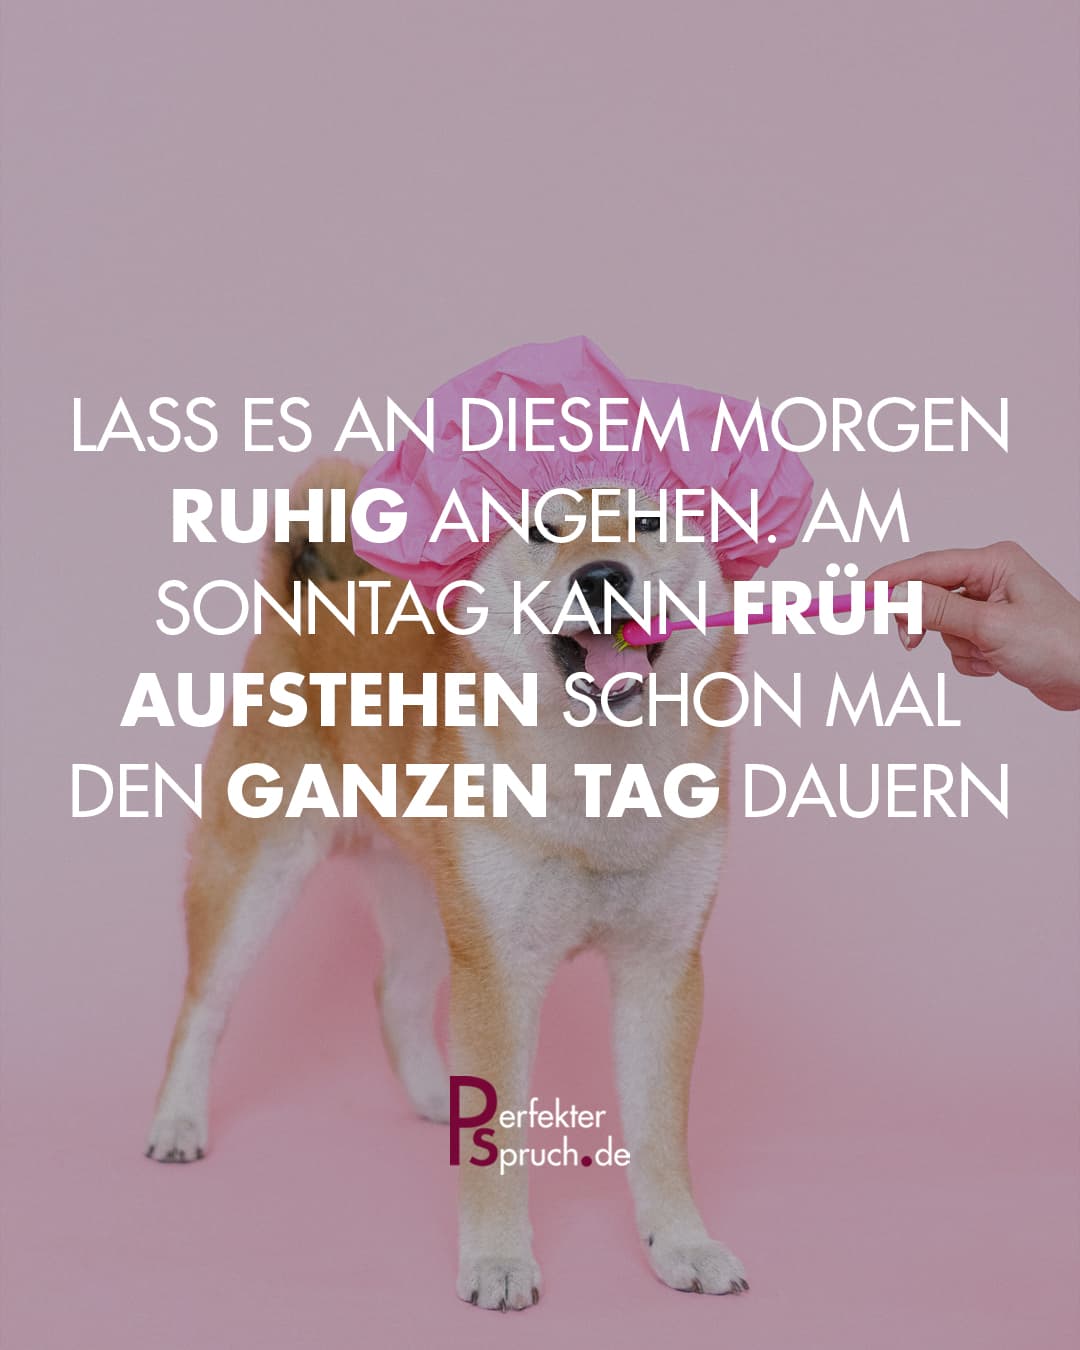 LASS ES AN DIESEM MORGEN
RUHIG ANGEHEN. AM
SONNTAG KANN FRÜH
AUFSTEHEN SCHON MAL
DEN GANZEN TAG DAUERN
Perfekter
Spruch.de